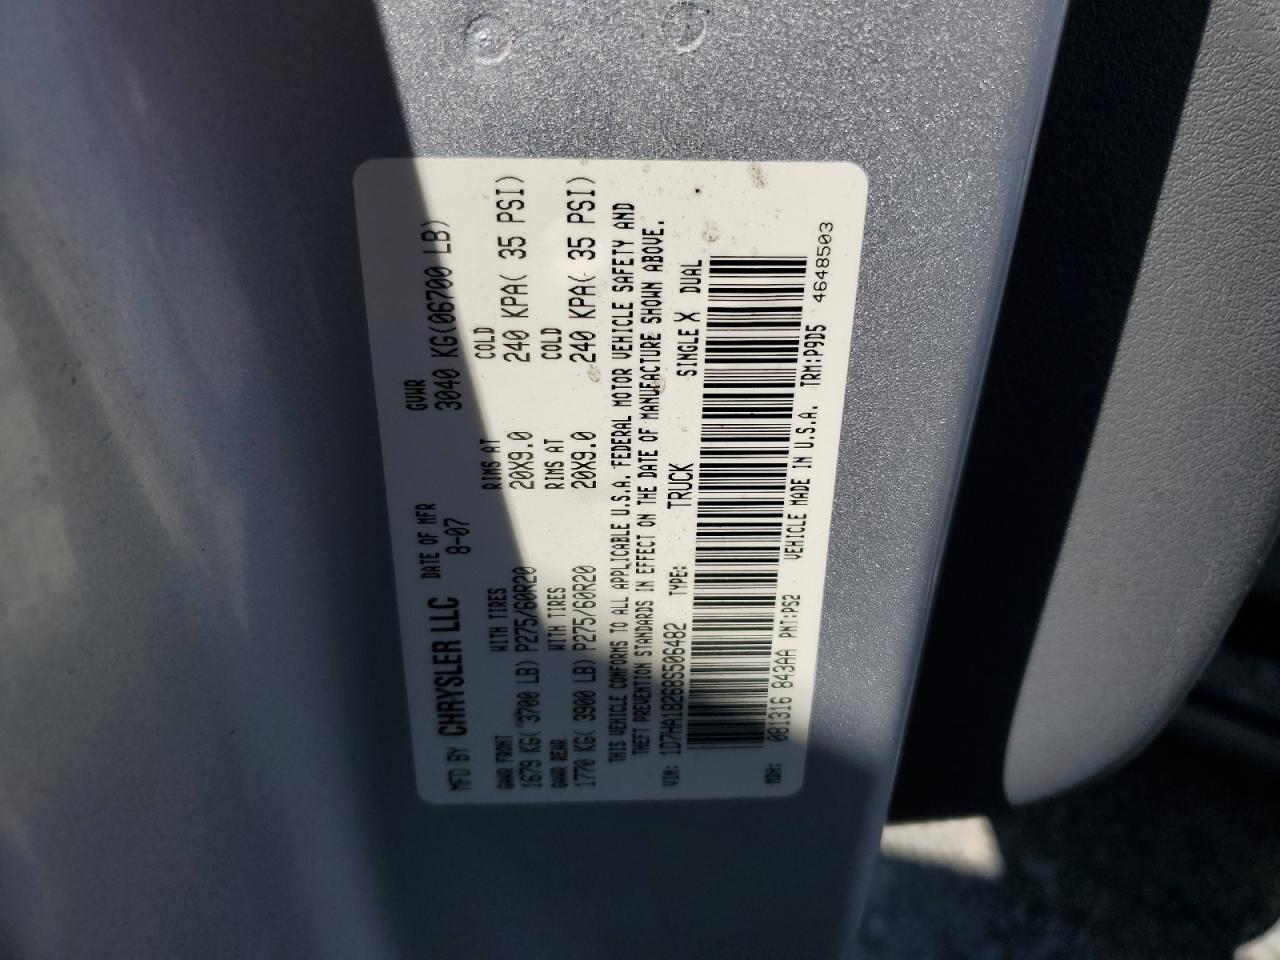 MFD BY CHRYSLER LLC DATE OF MFR GVWR
8-07 3040 KG(06700 LB)
GAWR FRONT WITH TIRES RIMS AT COLD
1679 KG( 3700 LB) P275/60R20 20X9.0 240 KPA( 35 PSI)
GAWR REAR WITH TIRES RIMS AT COLD
1770 KG( 3900 LB) P275/60R20 20X9.0 240 KPA( 35 PSI)
THIS VEHICLE CONFORMS TO ALL APPLICABLE U.S.A. FEDERAL MOTOR VEHICLE SAFETY AND
THEFT PREVENTION STANDARDS IN EFFECT ON THE DATE OF MANUFACTURE SHOWN ABOVE.
VIN: 1D7HA18268S506482 TYPE: TRUCK SINGLE X DUAL
MDH: 081316 843AA PNT:PS2 VEHICLE MADE IN U.S.A. TRM:P9D5 4648503